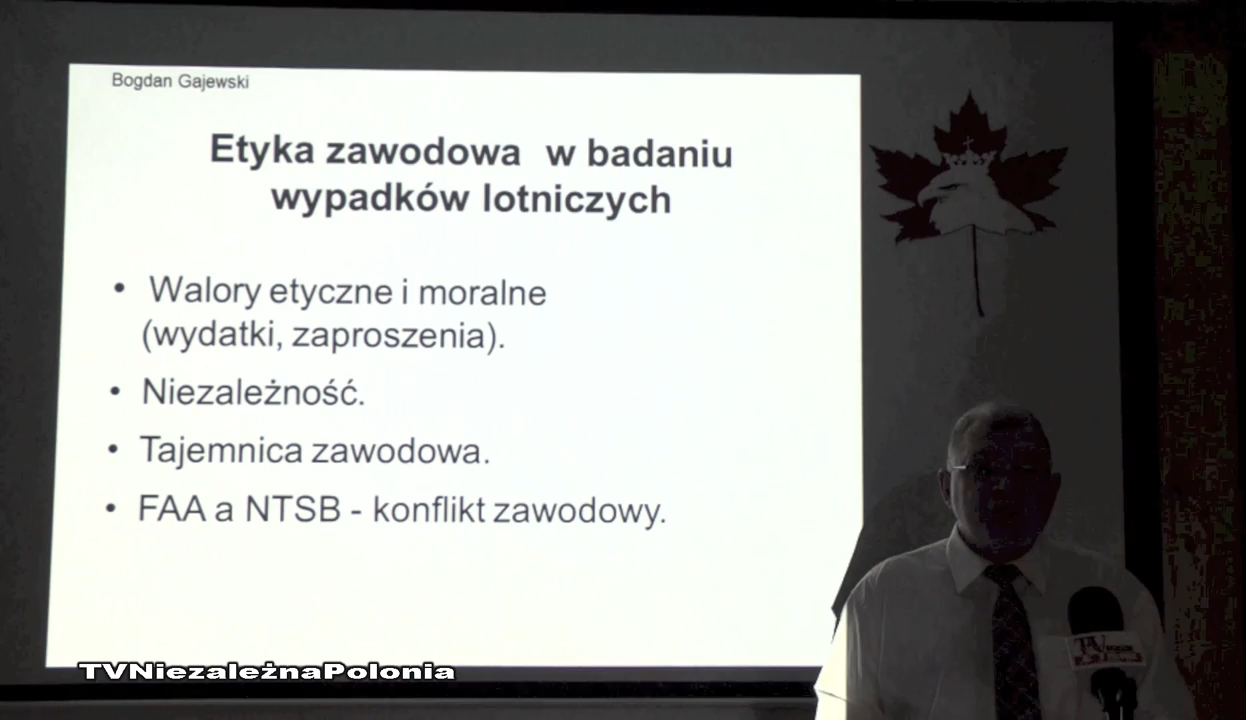 Bogdan Gajewski
Etyka zawodowa w badaniu
wypadków lotniczych
• Walory etyczne i moralne
(wydatki, zaproszenia).
• Niezależność.
• Tajemnica zawodowa.
• FAA a NTSB - konflikt zawodowy.
TVNiezależnaPolonia
TV